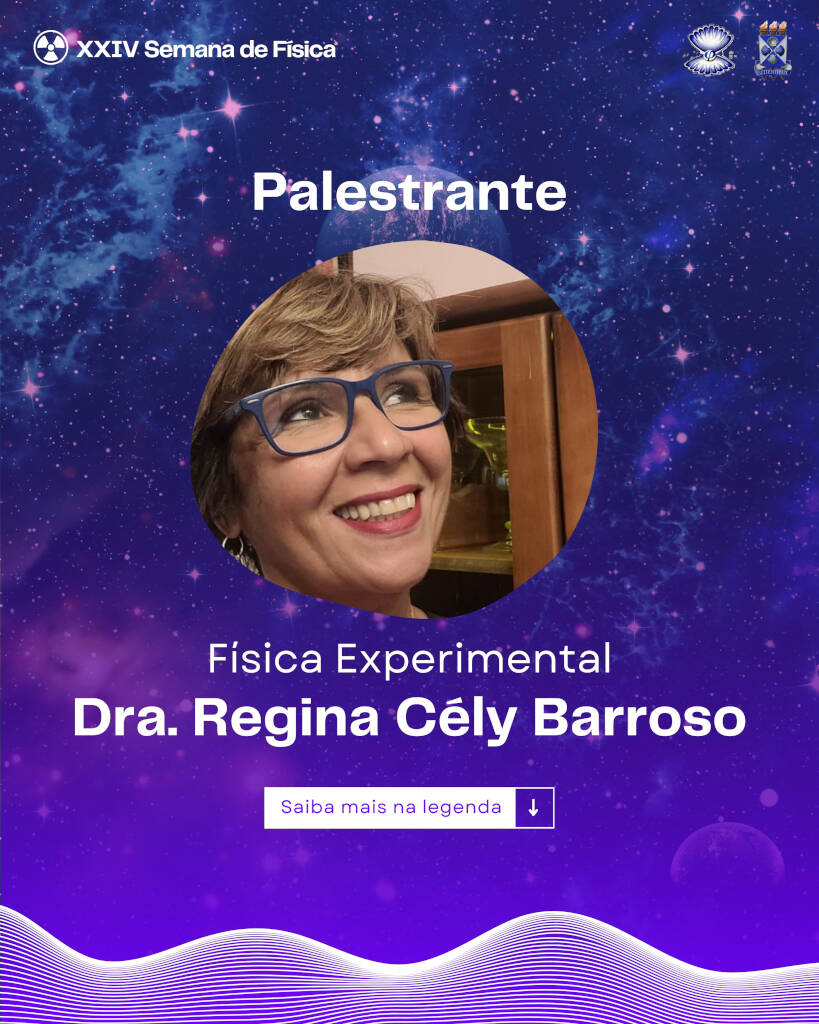 XXIV Semana de Física
Palestrante
Física Experimental
Dra. Regina Cély Barroso
Saiba mais na legenda